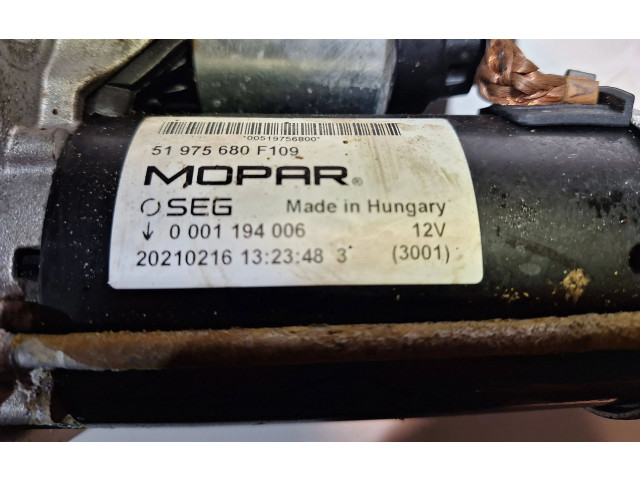 *00519756800*
51 975 680 F109
MOPAR®
SEG Made in Hungary
0 001 194 006 12V
20210216 13:23:48 3 (3001)